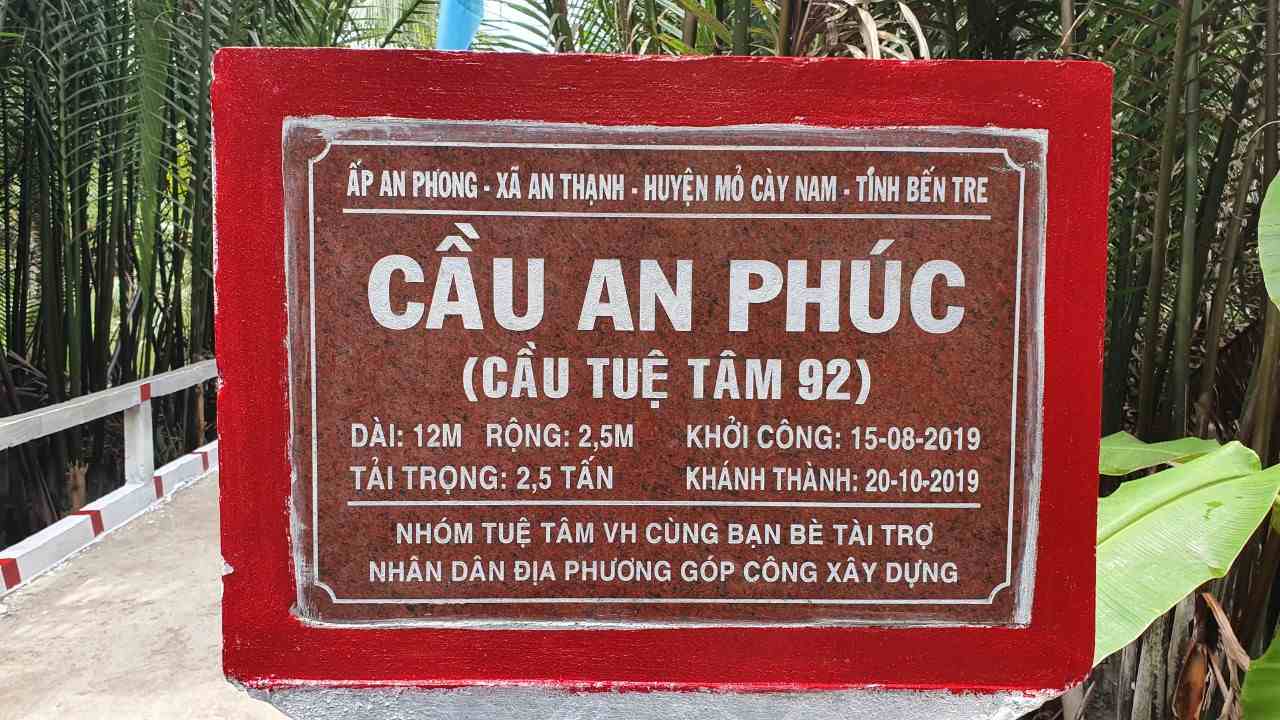 ẤP AN PHONG - XÃ AN THẠNH - HUYỆN MỎ CÀY NAM - TỈNH BẾN TRE
CẦU AN PHÚC
(CẦU TUỆ TÂM 92)
DÀI: 12M RỘNG: 2,5M KHỞI CÔNG: 15-08-2019
TẢI TRỌNG: 2,5 TẤN KHÁNH THÀNH: 20-10-2019
NHÓM TUỆ TÂM VH CÙNG BẠN BÈ TÀI TRỢ
NHÂN DÂN ĐỊA PHƯƠNG GÓP CÔNG XÂY DỰNG